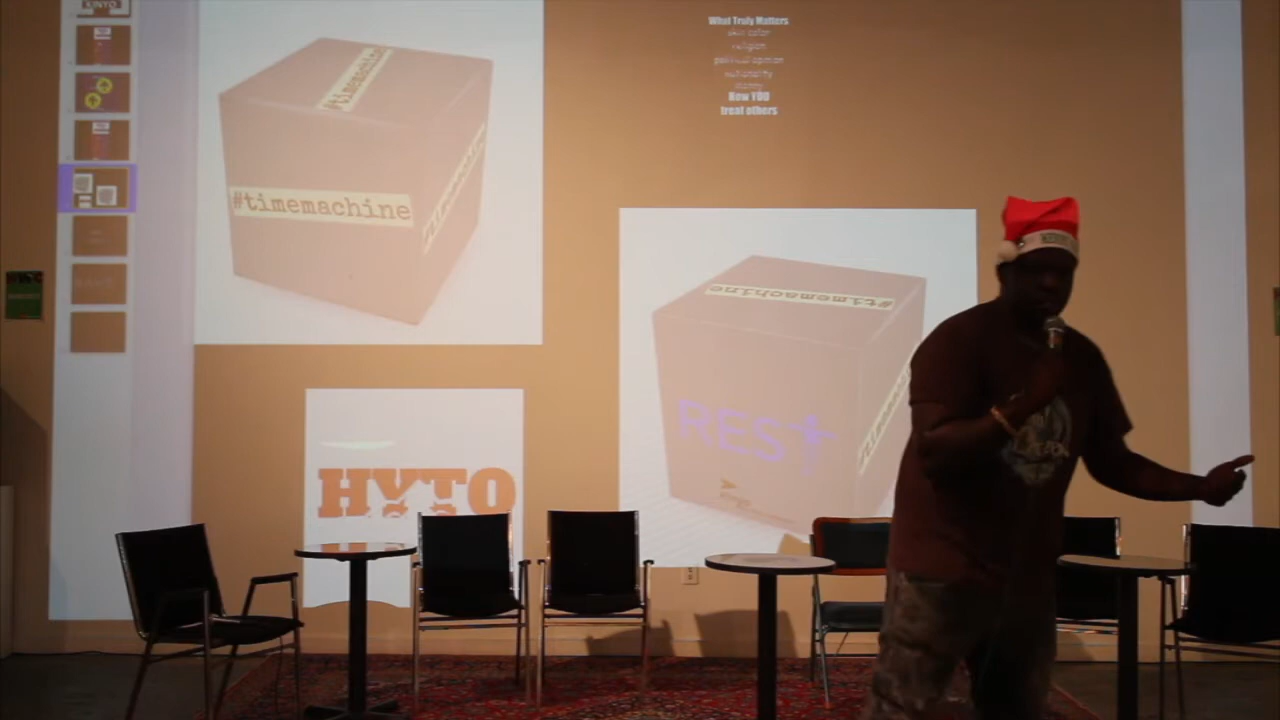 KINYO
What Truly Matters
skin color
religion
political opinion
nationality
How YOU
treat others
#timemachine
#timemachine
#timemachine
#timemachine
REST
HYTO